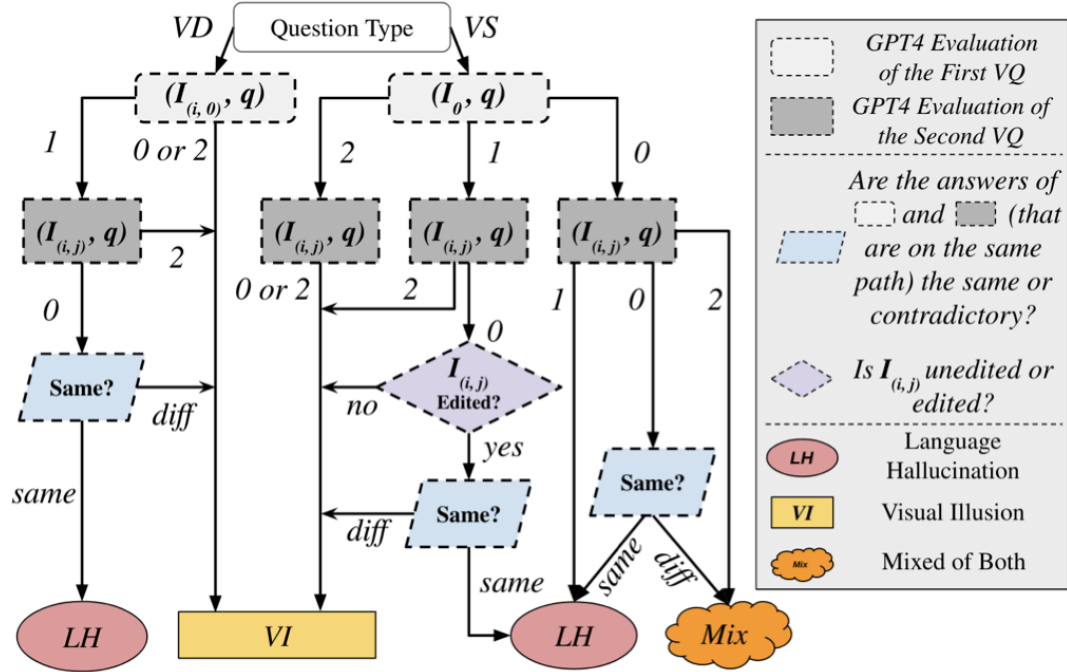 VD
Question Type
VS
(I(i, 0), q)
(I0, q)
1
0 or 2
2
1
0
(I(i,j), q)
2
(I(i,j), q)
(I(i,j), q)
(I(i,j), q)
0
0 or 2
2
0
1
0
2
Same?
diff
I(i, j)
Edited?
no
yes
same
Same?
diff
same
Same?
same
diff
LH
VI
LH
Mix
GPT4 Evaluation
of the First VQ
GPT4 Evaluation of
the Second VQ
Are the answers of
and (that
are on the same
path) the same or
contradictory?
Is I(i, j) unedited or
edited?
LH
Language
Hallucination
VI
Visual Illusion
Mix
Mixed of Both